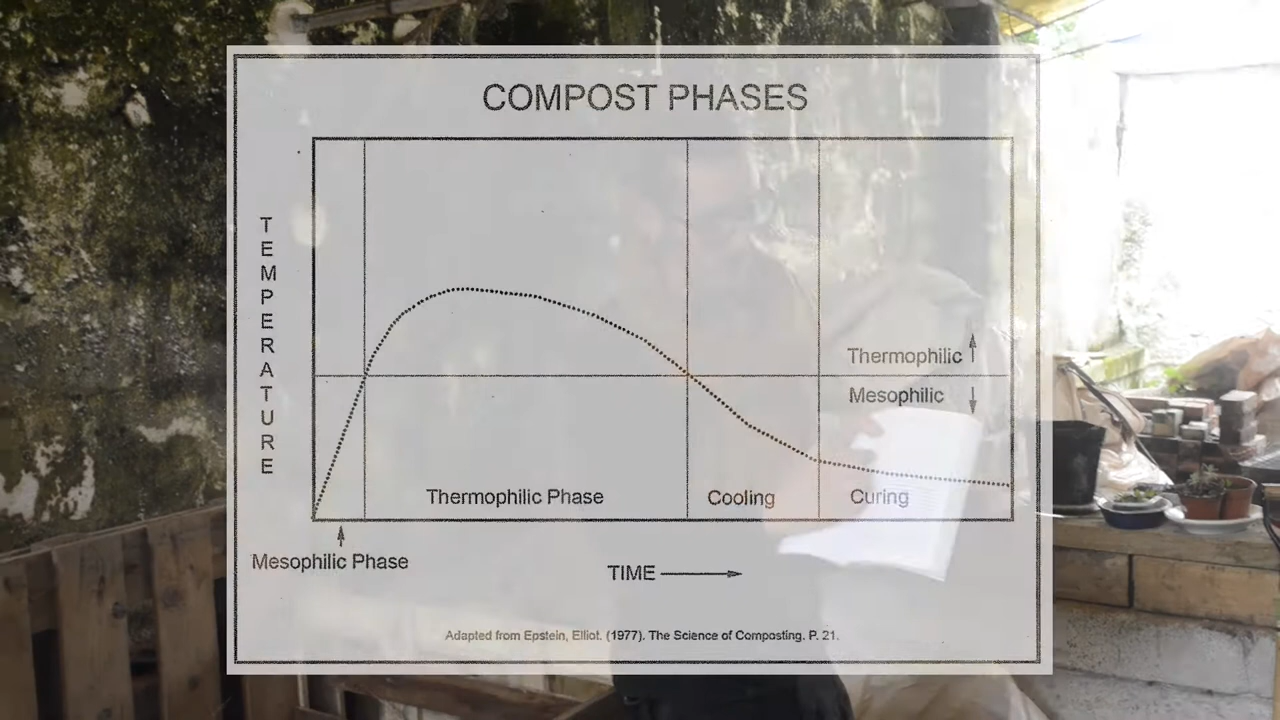 COMPOST PHASES
TEMPERATURE
Thermophilic
Mesophilic
Thermophilic Phase
Cooling
Curing
Mesophilic Phase
TIME
Adapted from Epstein, Elliot. (1977). The Science of Composting. P. 21.